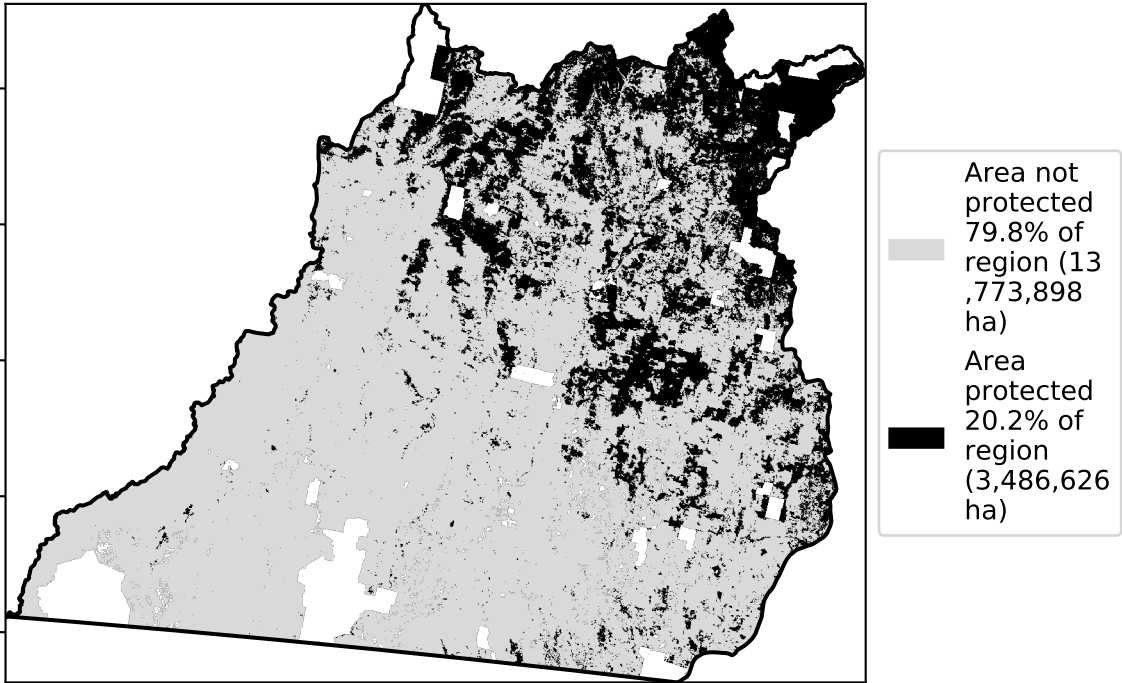 Area not
protected
79.8% of
region (13
,773,898
ha)
Area
protected
20.2% of
region
(3,486,626
ha)